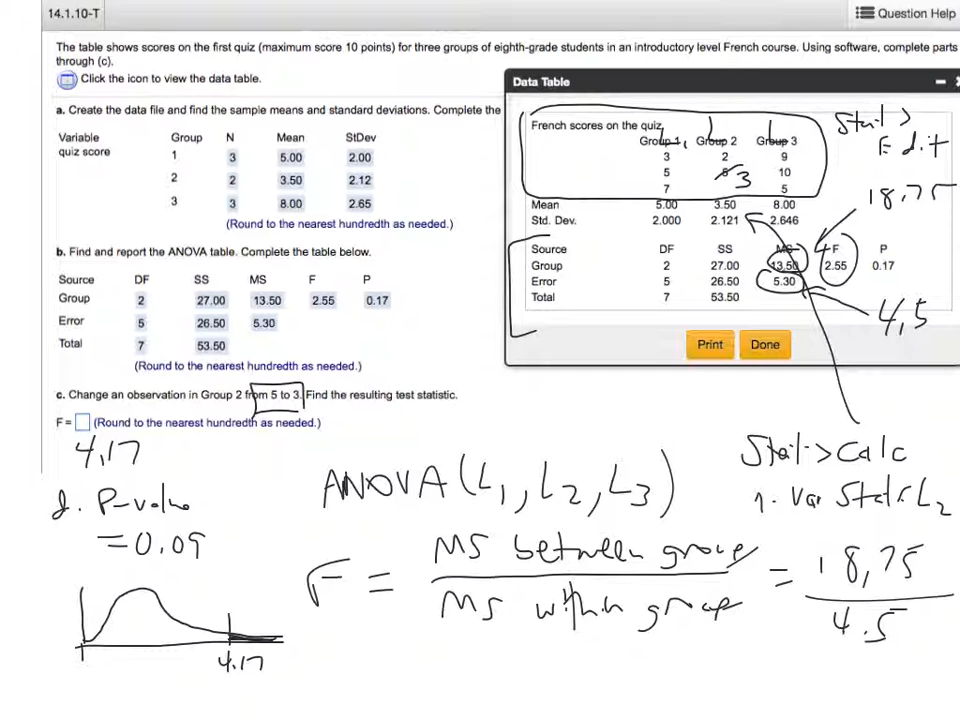 14.1.10-T
Question Help
The table shows scores on the first quiz (maximum score 10 points) for three groups of eighth-grade students in an introductory level French course. Using software, complete parts
through (c).
Click the icon to view the data table.
a. Create the data file and find the sample means and standard deviations. Complete the
Variable Group N Mean StDev
quiz score 1 3 5.00 2.00
2 2 3.50 2.12
3 3 8.00 2.65
(Round to the nearest hundredth as needed.)
b. Find and report the ANOVA table. Complete the table below.
Source DF SS MS F P
Group 2 27.00 13.50 2.55 0.17
Error 5 26.50 5.30
Total 7 53.50
(Round to the nearest hundredth as needed.)
c. Change an observation in Group 2 from 5 to 3. Find the resulting test statistic.
F = (Round to the nearest hundredth as needed.)
4.17
d. P-value
= 0.09
4.17
Data Table
French scores on the quiz
Group 1 Group 2 Group 3
3 2 9
5 5 3 10
7 5
Mean 5.00 3.50 8.00
Std. Dev. 2.000 2.121 2.646
Source DF SS MS F P
Group 2 27.00 13.50 2.55 0.17
Error 5 26.50 5.30
Total 7 53.50
Print Done
Stat >
Edit
18.75
4.5
Stat -> Calc
1. Var Stats L2
ANOVA (L1, L2, L3)
F = MS between group / MS within group = 18.75 / 4.5